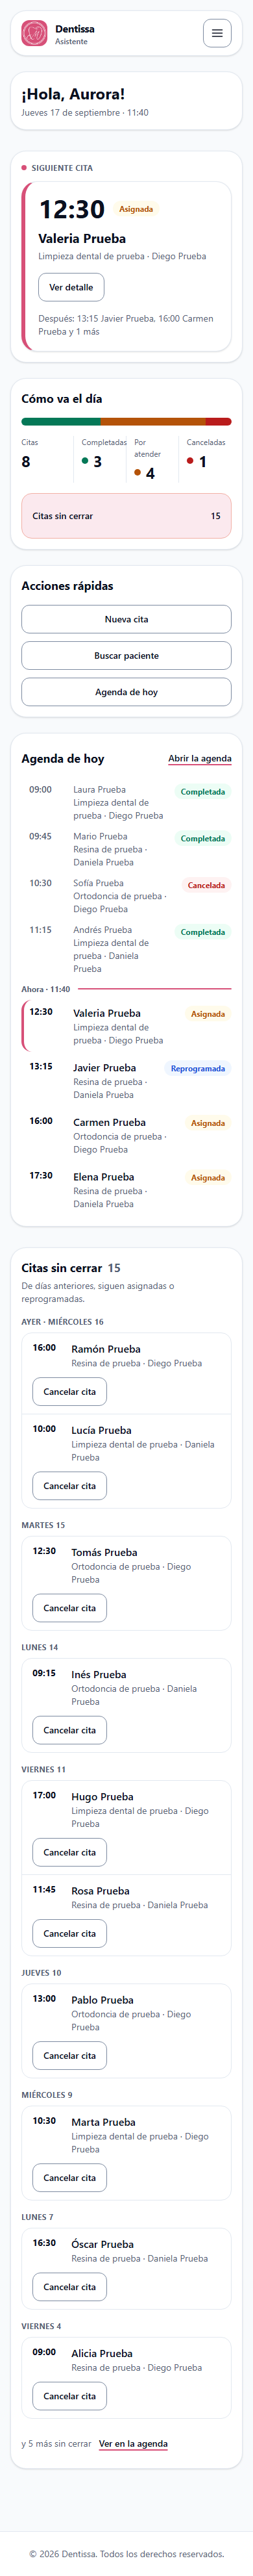 Dentissa
Asistente
¡Hola, Aurora!
Jueves 17 de septiembre · 11:40
SIGUIENTE CITA
12:30 Asignada
Valeria Prueba
Limpieza dental de prueba · Diego Prueba
Ver detalle
Después: 13:15 Javier Prueba, 16:00 Carmen
Prueba y 1 más
Cómo va el día
Citas
8
Completadas
3
Por
atender
4
Canceladas
1
Citas sin cerrar 15
Acciones rápidas
Nueva cita
Buscar paciente
Agenda de hoy
Agenda de hoy Abrir la agenda
09:00 Laura Prueba Completada
Limpieza dental de
prueba · Diego Prueba
09:45 Mario Prueba Completada
Resina de prueba ·
Daniela Prueba
10:30 Sofía Prueba Cancelada
Ortodoncia de prueba ·
Diego Prueba
11:15 Andrés Prueba Completada
Limpieza dental de
prueba · Daniela
Prueba
Ahora · 11:40
12:30 Valeria Prueba Asignada
Limpieza dental de
prueba · Diego Prueba
13:15 Javier Prueba Reprogramada
Resina de prueba ·
Daniela Prueba
16:00 Carmen Prueba Asignada
Ortodoncia de prueba ·
Diego Prueba
17:30 Elena Prueba Asignada
Resina de prueba ·
Daniela Prueba
Citas sin cerrar 15
De días anteriores, siguen asignadas o
reprogramadas.
AYER · MIÉRCOLES 16
16:00 Ramón Prueba
Resina de prueba · Diego Prueba
Cancelar cita
10:00 Lucía Prueba
Limpieza dental de prueba · Daniela
Prueba
Cancelar cita
MARTES 15
12:30 Tomás Prueba
Ortodoncia de prueba · Diego
Prueba
Cancelar cita
LUNES 14
09:15 Inés Prueba
Ortodoncia de prueba · Daniela
Prueba
Cancelar cita
VIERNES 11
17:00 Hugo Prueba
Limpieza dental de prueba · Diego
Prueba
Cancelar cita
11:45 Rosa Prueba
Resina de prueba · Daniela Prueba
Cancelar cita
JUEVES 10
13:00 Pablo Prueba
Ortodoncia de prueba · Diego
Prueba
Cancelar cita
MIÉRCOLES 9
10:30 Marta Prueba
Limpieza dental de prueba · Diego
Prueba
Cancelar cita
LUNES 7
16:30 Óscar Prueba
Resina de prueba · Daniela Prueba
Cancelar cita
VIERNES 4
09:00 Alicia Prueba
Resina de prueba · Diego Prueba
Cancelar cita
y 5 más sin cerrar Ver en la agenda
© 2026 Dentissa. Todos los derechos reservados.